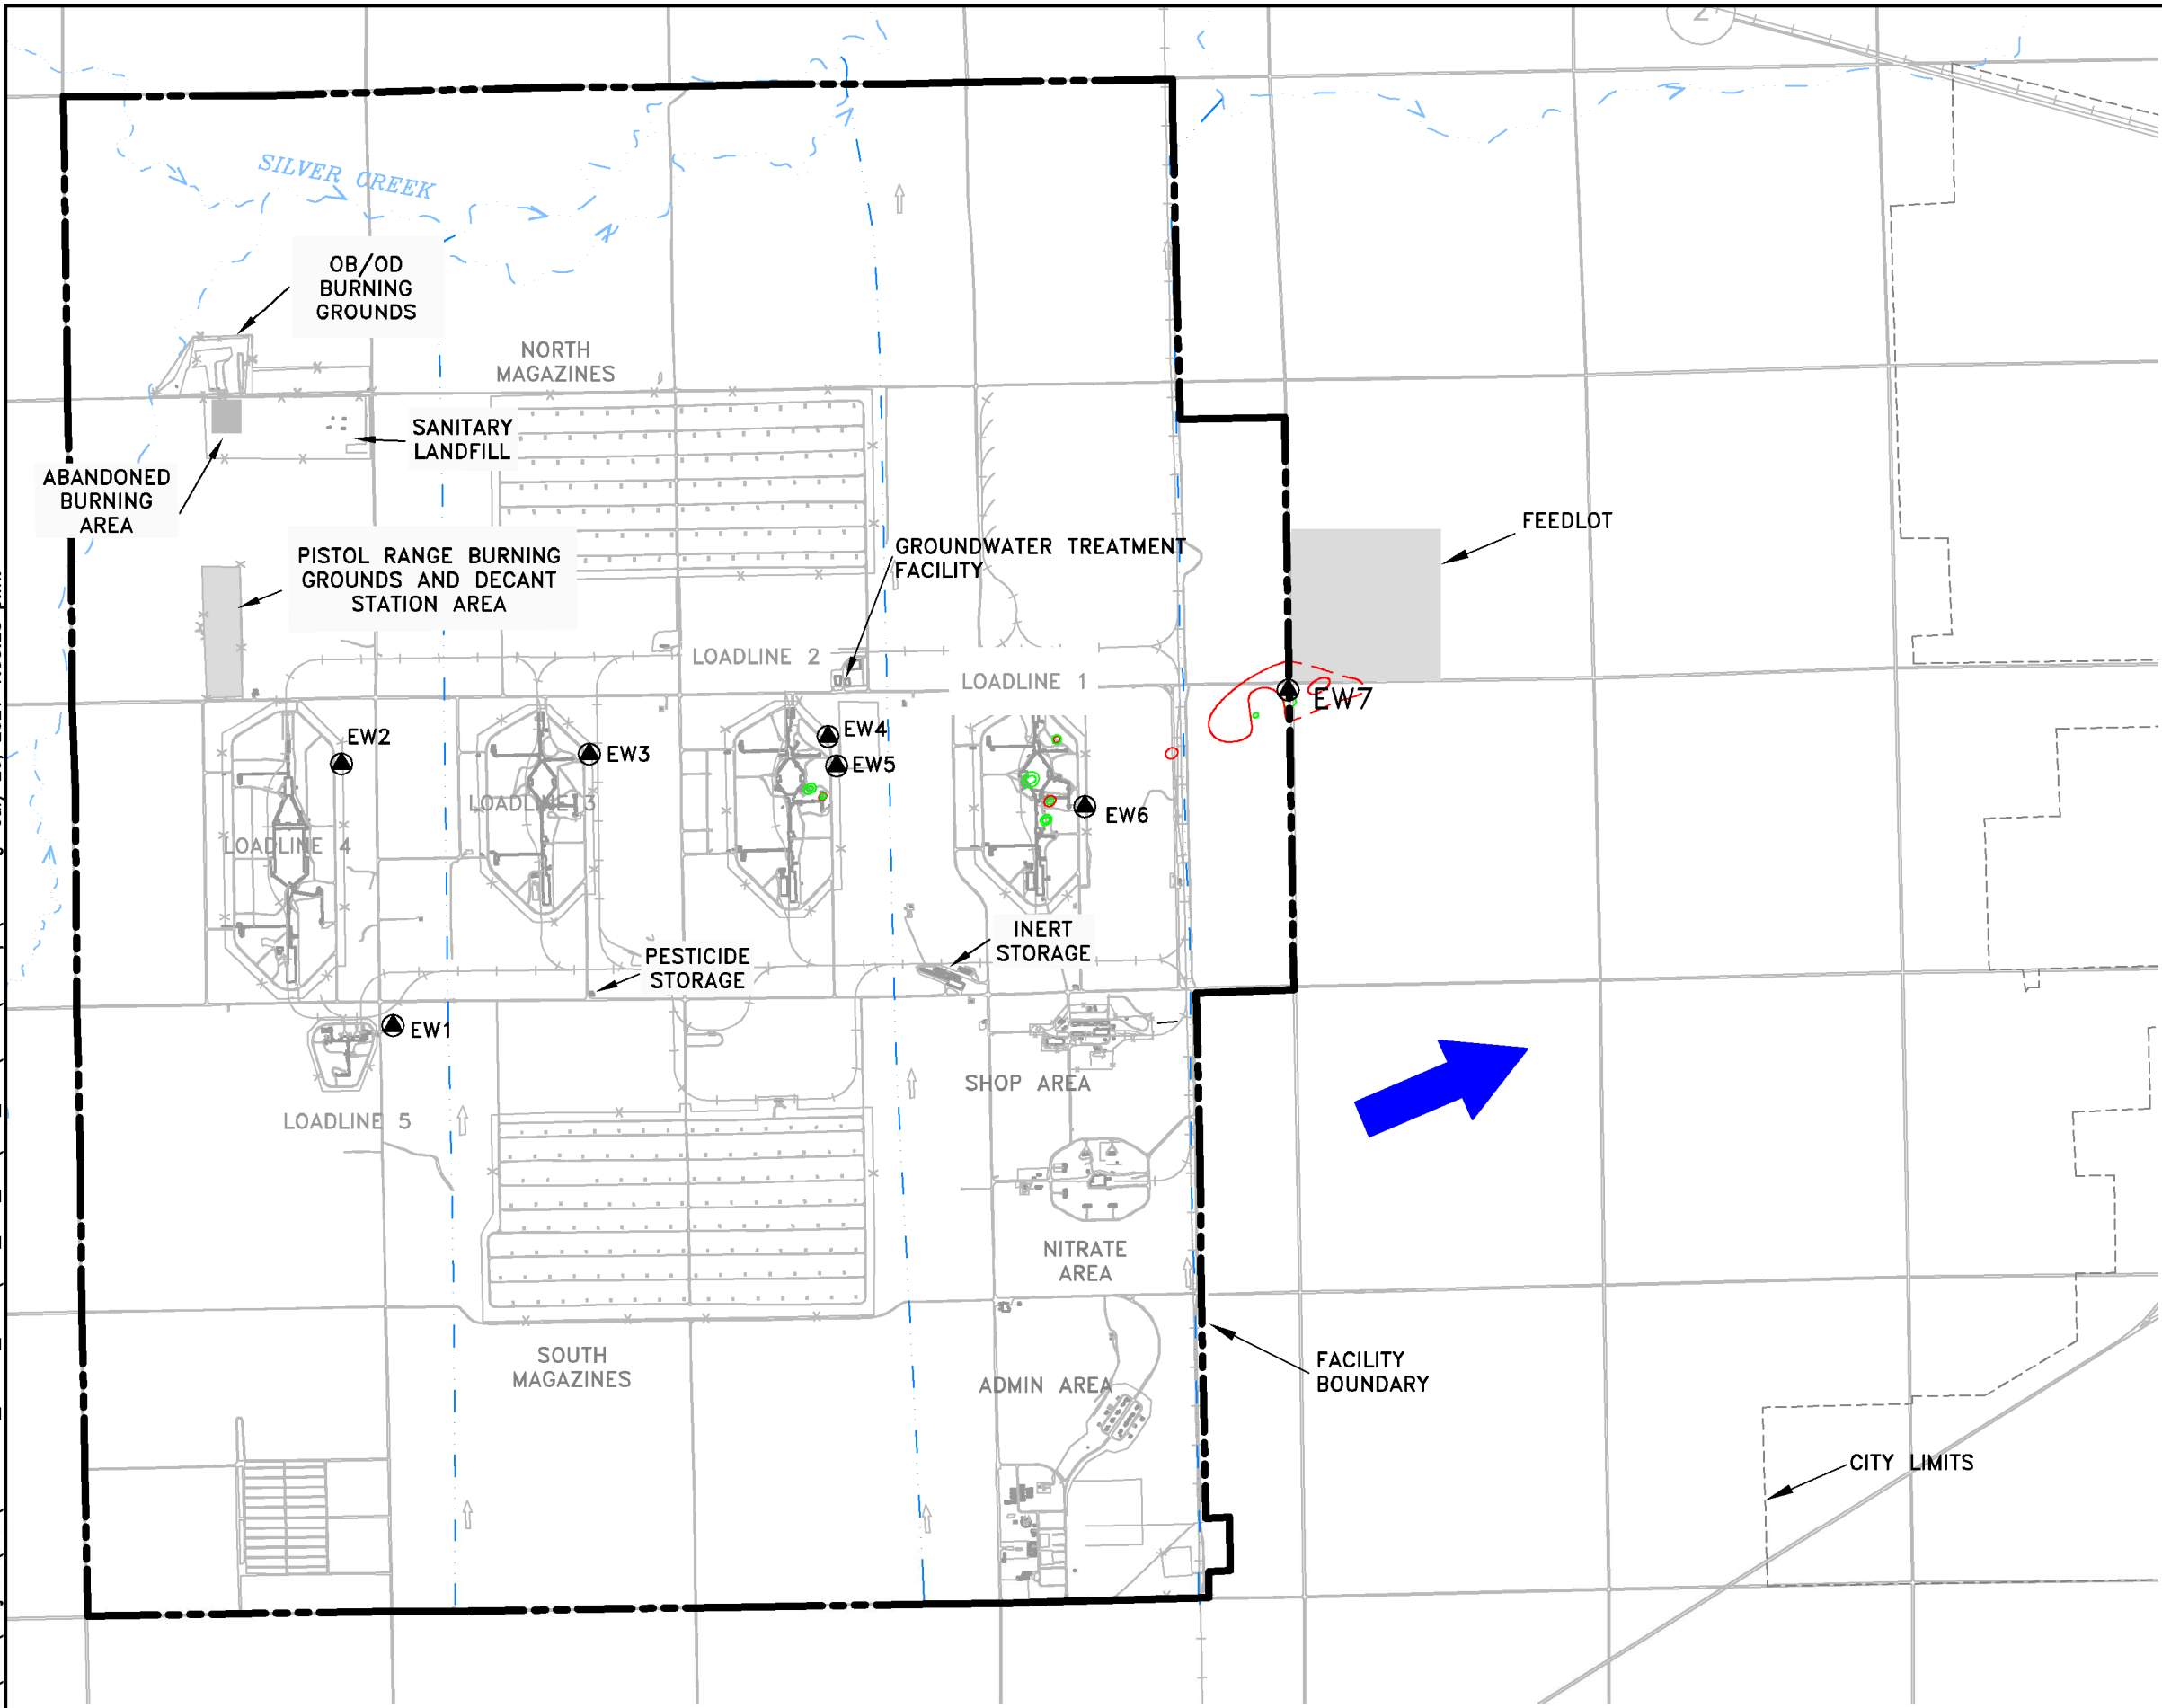 2
SILVER CREEK
OB/OD
BURNING
GROUNDS
NORTH
MAGAZINES
SANITARY
LANDFILL
ABANDONED
BURNING
AREA
FEEDLOT
PISTOL RANGE BURNING
GROUNDS AND DECANT
STATION AREA
GROUNDWATER TREATMENT
FACILITY
LOADLINE 2
LOADLINE 1
EW7
EW2
EW3
EW4
EW5
LOADLINE 3
EW6
LOADLINE 4
INERT
STORAGE
PESTICIDE
STORAGE
EW1
SHOP AREA
LOADLINE 5
NITRATE
AREA
SOUTH
MAGAZINES
ADMIN AREA
FACILITY
BOUNDARY
CITY LIMITS